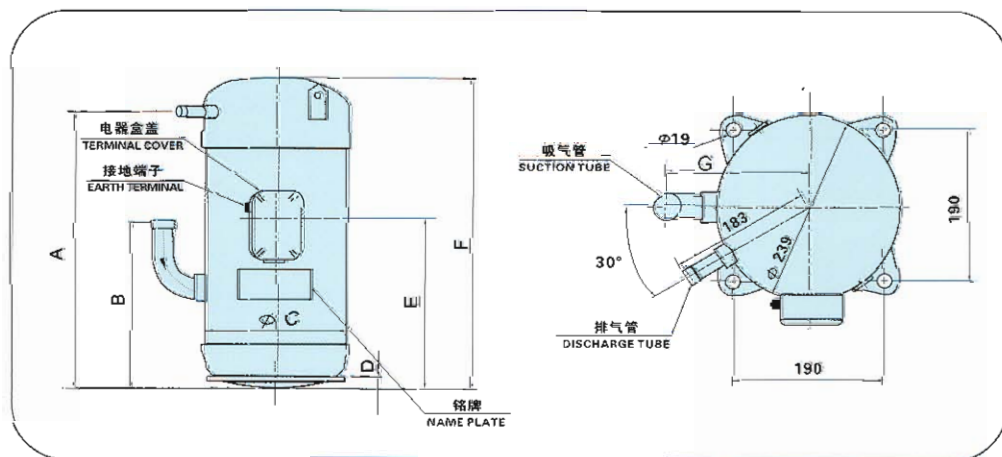 电器盒盖
TERMINAL COVER
接地端子
EARTH TERMINAL
A
B
Φ C
D
E
F
铭牌
NAME PLATE
Φ19
吸气管
SUCTION TUBE
G
183
Φ 239
30°
190
排气管
DISCHARGE TUBE
190